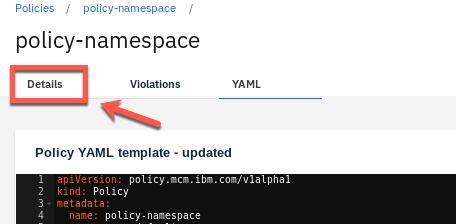 Policies / policy-namespace /
policy-namespace
Details Violations YAML
Policy YAML template - updated
1 apiVersion: policy.mcm.ibm.com/v1alpha1
2 kind: Policy
3 metadata:
4 name: policy-namespace